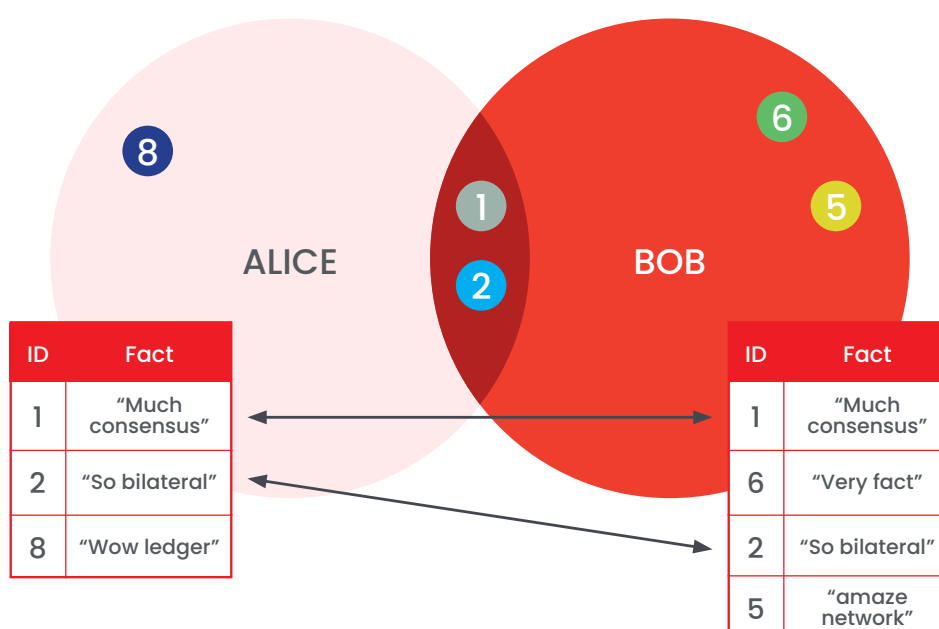 8
6
1
5
ALICE
BOB
2
ID Fact
1 “Much
consensus”
2 “So bilateral”
8 “Wow ledger”
ID Fact
1 “Much
consensus”
6 “Very fact”
2 “So bilateral”
5 “amaze
network”